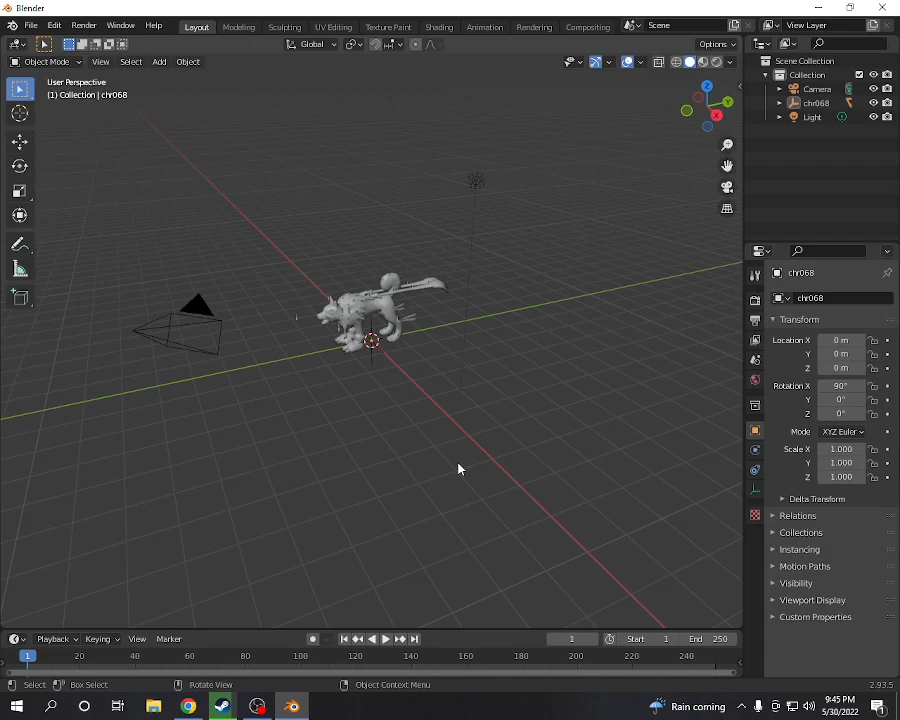 Blender
File Edit Render Window Help Layout Modeling Sculpting UV Editing Texture Paint Shading Animation Rendering Compositing Scene View Layer
Global Options
Object Mode View Select Add Object
User Perspective
(1) Collection | chr068
Z
Y
X
Scene Collection
Collection
Camera
chr068
Light
chr068
chr068
Transform
Location X 0 m
Y 0 m
Z 0 m
Rotation X 90°
Y 0°
Z 0°
Mode XYZ Euler
Scale X 1.000
Y 1.000
Z 1.000
Delta Transform
Relations
Collections
Instancing
Motion Paths
Visibility
Viewport Display
Custom Properties
Playback Keying View Marker 1 Start 1 End 250
1 20 40 60 80 100 120 140 160 180 200 220 240
Select Box Select Rotate View Object Context Menu 2.93.5
Rain coming
9:45 PM
5/30/2022
1